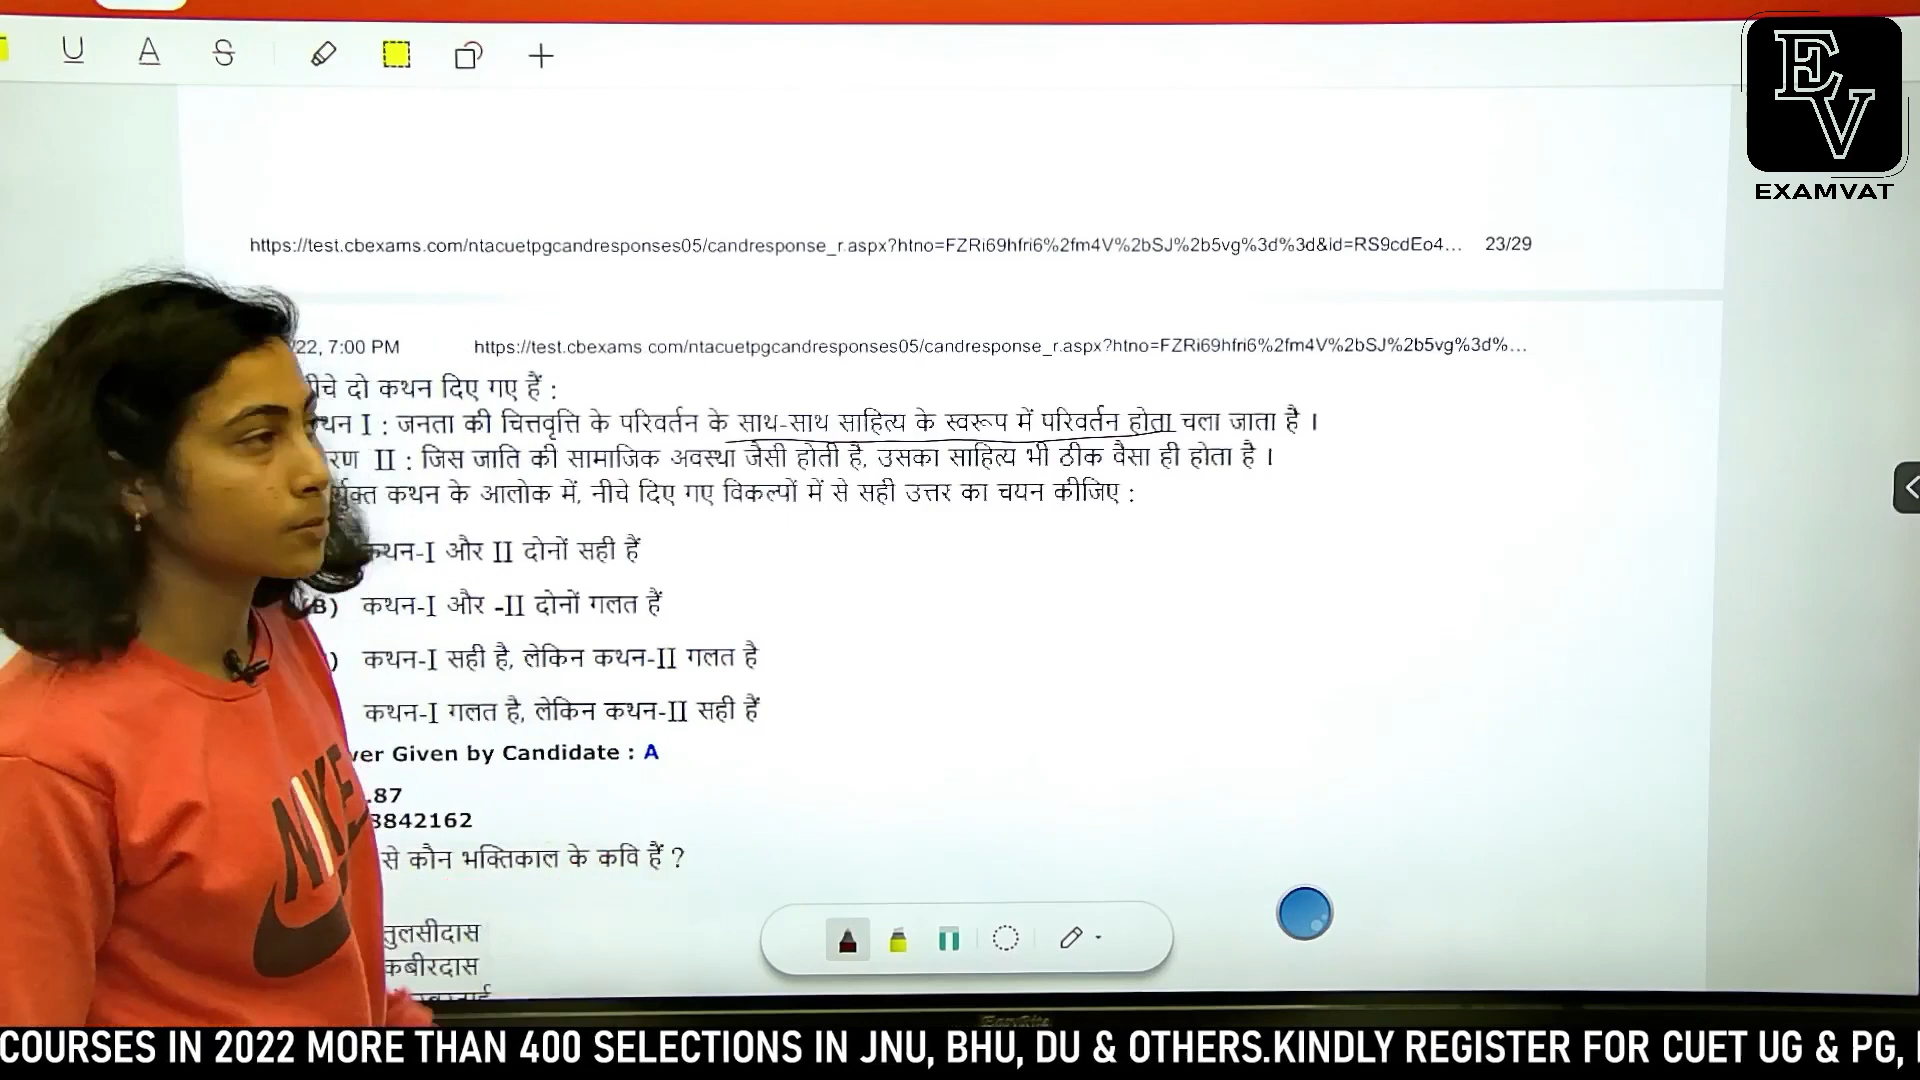 U A S
EV
EXAMVAT
https://test.cbexams.com/ntacuetpgcandresponses05/candresponse_r.aspx?htno=FZRi69hfri6%2fm4V%2bSJ%2b5vg%3d%3d&id=RS9cdEo4... 23/29
22, 7:00 PM https://test.cbexams com/ntacuetpgcandresponses05/candresponse_r.aspx?htno=FZRi69hfri6%2fm4V%2bSJ%2b5vg%3d%...
दो कथन दिए गए हैं :
I : जनता की चित्तवृत्ति के परिवर्तन के साथ-साथ साहित्य के स्वरूप में परिवर्तन होता चला जाता है ।
II : जिस जाति की सामाजिक अवस्था जैसी होती है, उसका साहित्य भी ठीक वैसा ही होता है ।
कथन के आलोक में, नीचे दिए गए विकल्पों में से सही उत्तर का चयन कीजिए :
कथन-I और II दोनों सही हैं
(B) कथन-I और -II दोनों गलत हैं
) कथन-I सही है, लेकिन कथन-II गलत है
कथन-I गलत है, लेकिन कथन-II सही हैं
ver Given by Candidate : A
.87
3842162
से कौन भक्तिकाल के कवि हैं ?
तुलसीदास
कबीरदास
COURSES IN 2022 MORE THAN 400 SELECTIONS IN JNU, BHU, DU & OTHERS.KINDLY REGISTER FOR CUET UG & PG,